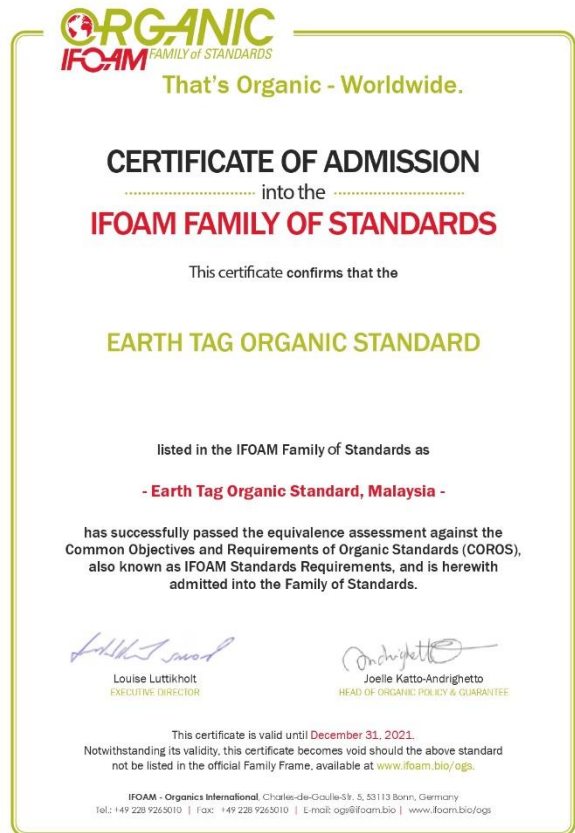 ORGANIC
IFOAM FAMILY of STANDARDS
That's Organic - Worldwide.
CERTIFICATE OF ADMISSION
into the
IFOAM FAMILY OF STANDARDS
This certificate confirms that the
EARTH TAG ORGANIC STANDARD
listed in the IFOAM Family of Standards as
- Earth Tag Organic Standard, Malaysia -
has successfully passed the equivalence assessment against the
Common Objectives and Requirements of Organic Standards (COROS),
also known as IFOAM Standards Requirements, and is herewith
admitted into the Family of Standards.
Louise Luttikholt
EXECUTIVE DIRECTOR
Joelle Katto-Andrighetto
HEAD OF ORGANIC POLICY & GUARANTEE
This certificate is valid until December 31, 2021.
Notwithstanding its validity, this certificate becomes void should the above standard
not be listed in the official Family Frame, available at www.ifoam.bio/ogs.
IFOAM - Organics International, Charles-de-Gaulle-Str. 5, 53113 Bonn, Germany
Tel.: +49 228 9265010 | Fax: +49 228 9265010 | E-mail: ogs@ifoam.bio | www.ifoam.bio/ogs